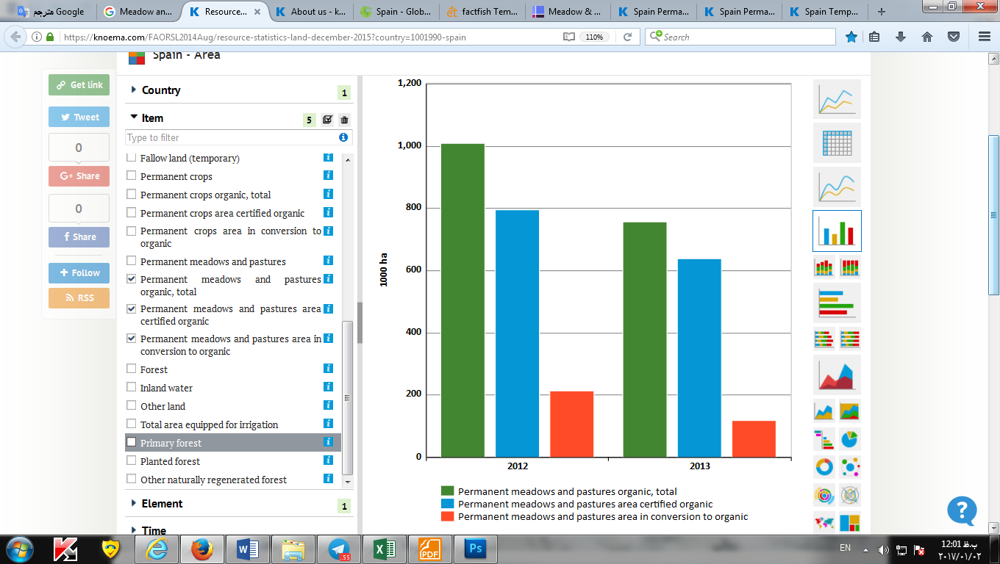 مترجم Google
Meadow an...
Resource...
About us - k...
Spain - Glob...
factfish Tem...
Meadow & ...
Spain Perma...
Spain Perma...
Spain Temp...
https://knoema.com/FAORSL2014Aug/resource-statistics-land-december-2015?country=1001990-spain
110%
Search
Spain - Area
Get link
Tweet
0
G+ Share
0
f Share
+ Follow
RSS
Country
1
Item
5
Type to filter
Fallow land (temporary)
Permanent crops
Permanent crops organic, total
Permanent crops area certified organic
Permanent crops area in conversion to
organic
Permanent meadows and pastures
Permanent meadows and pastures
organic, total
Permanent meadows and pastures area
certified organic
Permanent meadows and pastures area in
conversion to organic
Forest
Inland water
Other land
Total area equipped for irrigation
Primary forest
Planted forest
Other naturally regenerated forest
Element
1
Time
1,200
1,000
800
600
400
200
0
1000 ha
2012
2013
Permanent meadows and pastures organic, total
Permanent meadows and pastures area certified organic
Permanent meadows and pastures area in conversion to organic
?
W
.55
X
PDF
Ps
EN
12:01 ب.ظ
۲۰۱۷/۰۱/۰۲